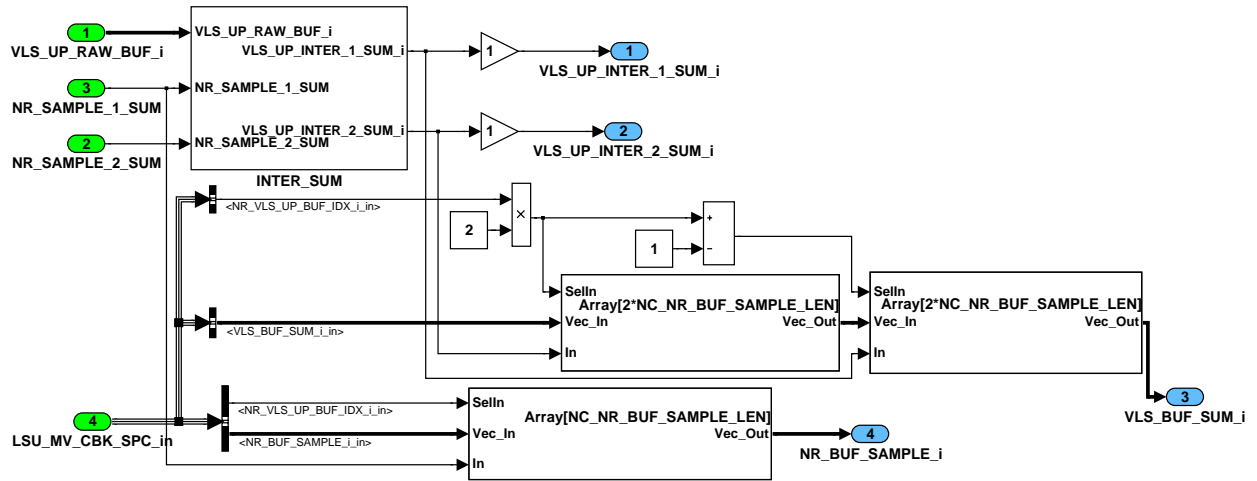 1
VLS_UP_RAW_BUF_i
3
NR_SAMPLE_1_SUM
2
NR_SAMPLE_2_SUM
VLS_UP_RAW_BUF_i
VLS_UP_INTER_1_SUM_i
NR_SAMPLE_1_SUM
VLS_UP_INTER_2_SUM_i
NR_SAMPLE_2_SUM
INTER_SUM
1
1
VLS_UP_INTER_1_SUM_i
1
2
VLS_UP_INTER_2_SUM_i
<NR_VLS_UP_BUF_IDX_i_in>
2
×
1
+
−
SelIn
Array[2*NC_NR_BUF_SAMPLE_LEN]
Vec_In
Vec_Out
In
SelIn
Array[2*NC_NR_BUF_SAMPLE_LEN]
Vec_In
Vec_Out
In
<VLS_BUF_SUM_i_in>
3
VLS_BUF_SUM_i
4
LSU_MV_CBK_SPC_in
<NR_VLS_UP_BUF_IDX_i_in>
<NR_BUF_SAMPLE_i_in>
SelIn
Array[NC_NR_BUF_SAMPLE_LEN]
Vec_In
Vec_Out
In
4
NR_BUF_SAMPLE_i